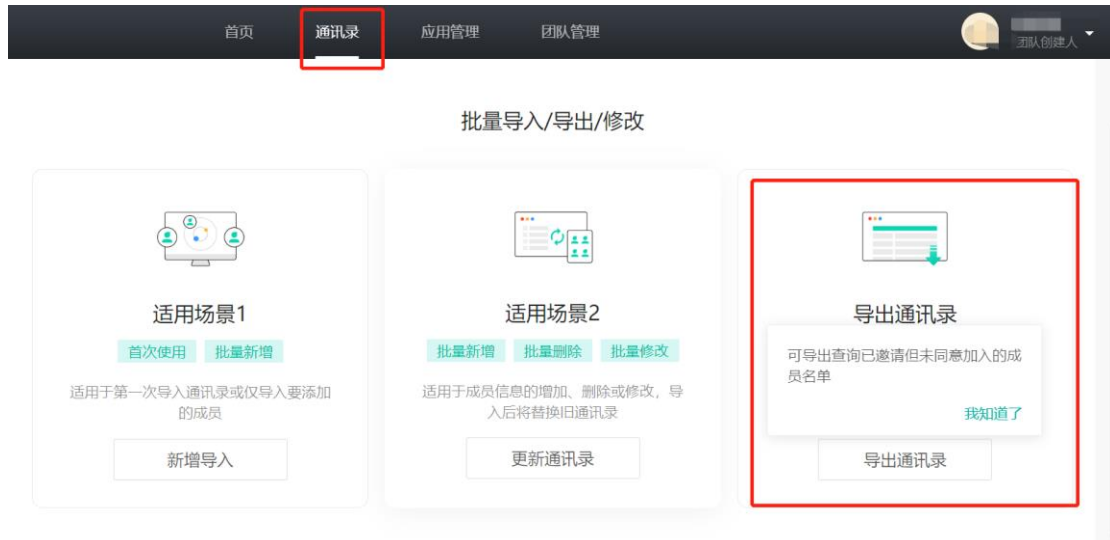 首页
通讯录
应用管理
团队管理
团队创建人
批量导入/导出/修改
适用场景1
首次使用 批量新增
适用于第一次导入通讯录或仅导入要添加
的成员
新增导入
适用场景2
批量新增 批量删除 批量修改
适用于成员信息的增加、删除或修改，导
入后将替换旧通讯录
更新通讯录
导出通讯录
可导出查询已邀请但未同意加入的成
员名单
我知道了
导出通讯录